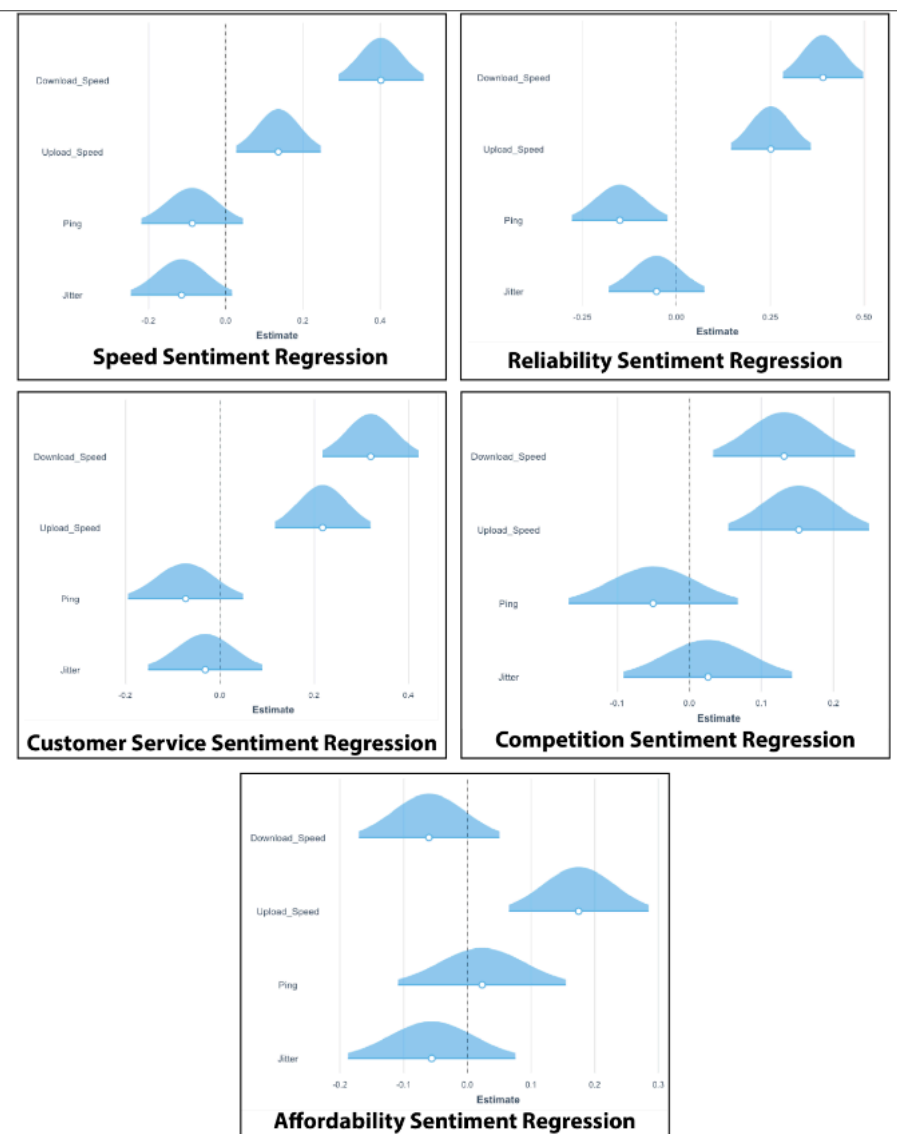 Download_Speed
Upload_Speed
Ping
Jitter
-0.2 0.0 0.2 0.4
Estimate
Speed Sentiment Regression
Download_Speed
Upload_Speed
Ping
Jitter
-0.25 0.00 0.25 0.50
Estimate
Reliability Sentiment Regression
Download_Speed
Upload_Speed
Ping
Jitter
-0.2 0.0 0.2 0.4
Estimate
Customer Service Sentiment Regression
Download_Speed
Upload_Speed
Ping
Jitter
-0.1 0.0 0.1 0.2
Estimate
Competition Sentiment Regression
Download_Speed
Upload_Speed
Ping
Jitter
-0.2 -0.1 0.0 0.1 0.2 0.3
Estimate
Affordability Sentiment Regression